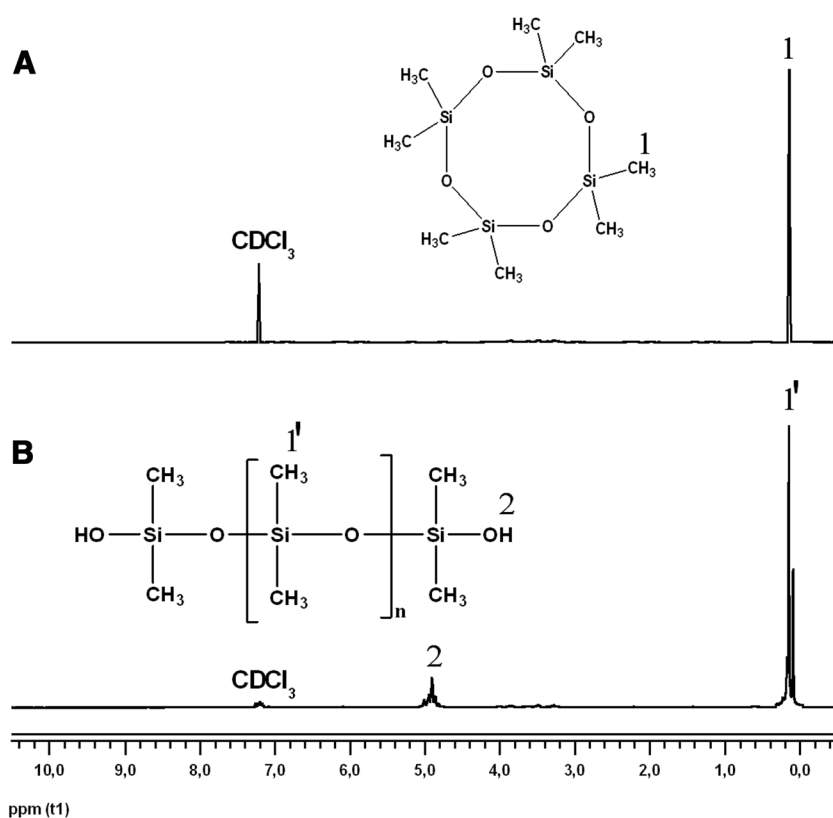 A
1
H₃C
CH₃
H₃C
O
Si
Si
O
H₃C
1
CH₃
O
Si
Si
O
H₃C
CH₃
CH₃
CDCl₃
B
1'
1'
CH₃
CH₃
CH₃
2
HO
Si
O
Si
O
Si
OH
CH₃
CH₃
CH₃
n
CDCl₃
2
10,0 9,0 8,0 7,0 6,0 5,0 4,0 3,0 2,0 1,0 0,0
ppm (t1)